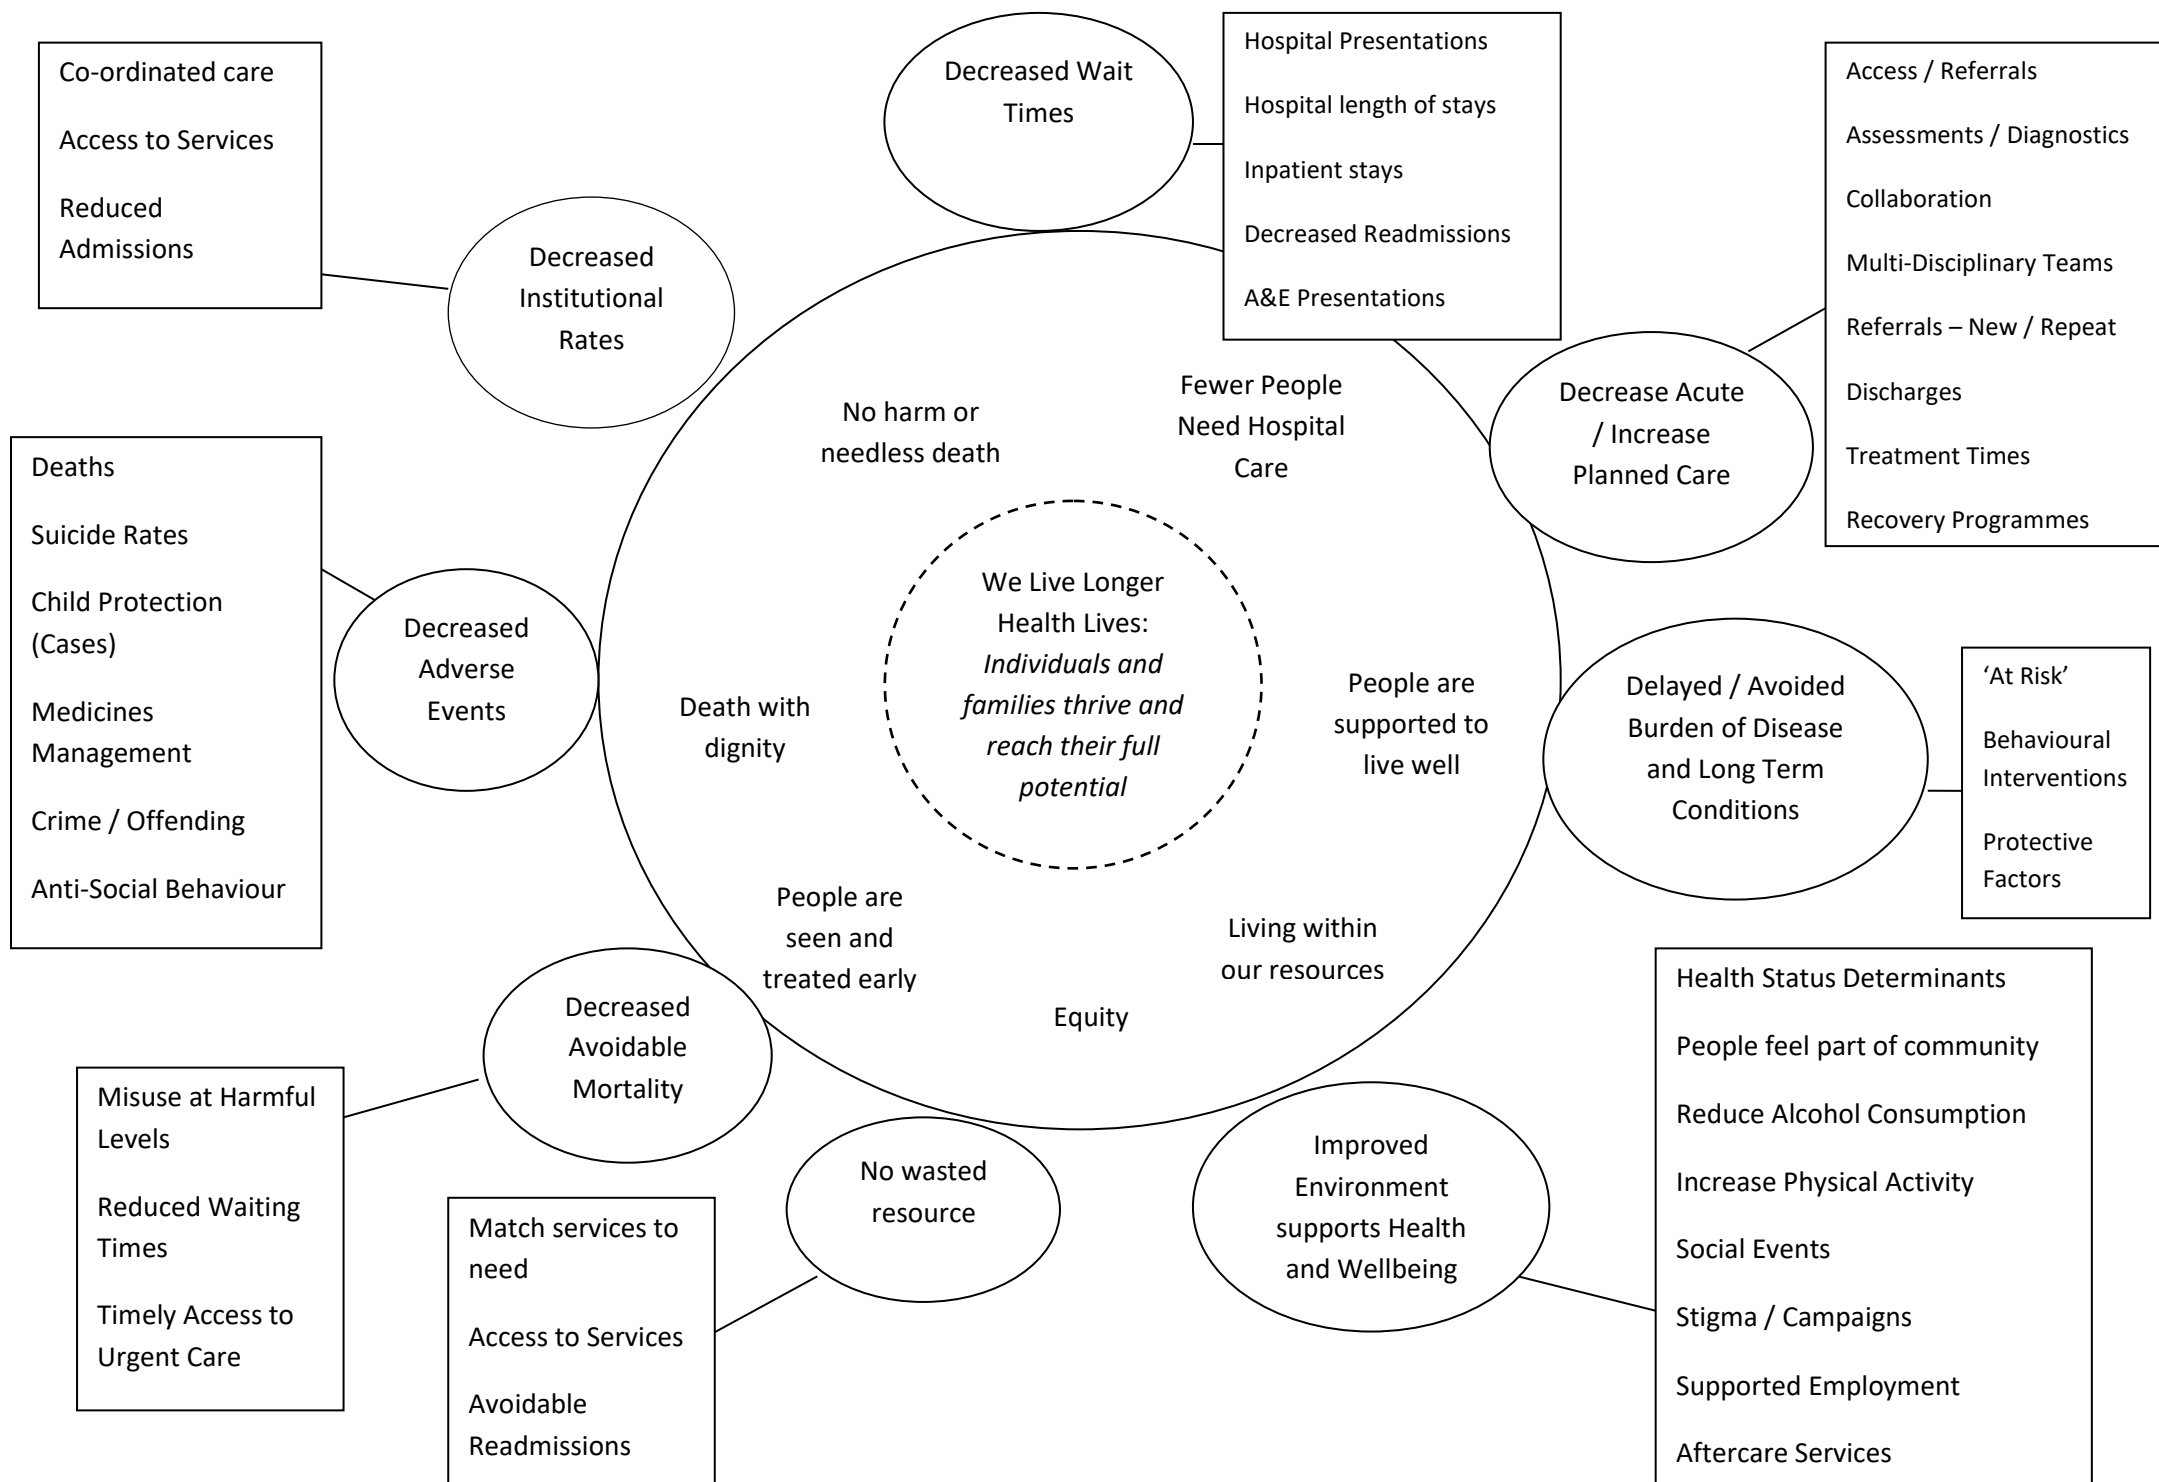 Co-ordinated care
Access to Services
Reduced
Admissions
Decreased
Institutional
Rates
Decreased Wait
Times
Hospital Presentations
Hospital length of stays
Inpatient stays
Decreased Readmissions
A&E Presentations
Access / Referrals
Assessments / Diagnostics
Collaboration
Multi-Disciplinary Teams
Referrals – New / Repeat
Discharges
Treatment Times
Recovery Programmes
Decrease Acute
/ Increase
Planned Care
No harm or
needless death
Fewer People
Need Hospital
Care
Deaths
Suicide Rates
Child Protection
(Cases)
Medicines
Management
Crime / Offending
Anti-Social Behaviour
Decreased
Adverse
Events
Death with
dignity
We Live Longer
Health Lives:
Individuals and
families thrive and
reach their full
potential
People are
supported to
live well
Delayed / Avoided
Burden of Disease
and Long Term
Conditions
‘At Risk’
Behavioural
Interventions
Protective
Factors
People are
seen and
treated early
Equity
Living within
our resources
Decreased
Avoidable
Mortality
Misuse at Harmful
Levels
Reduced Waiting
Times
Timely Access to
Urgent Care
No wasted
resource
Match services to
need
Access to Services
Avoidable
Readmissions
Improved
Environment
supports Health
and Wellbeing
Health Status Determinants
People feel part of community
Reduce Alcohol Consumption
Increase Physical Activity
Social Events
Stigma / Campaigns
Supported Employment
Aftercare Services